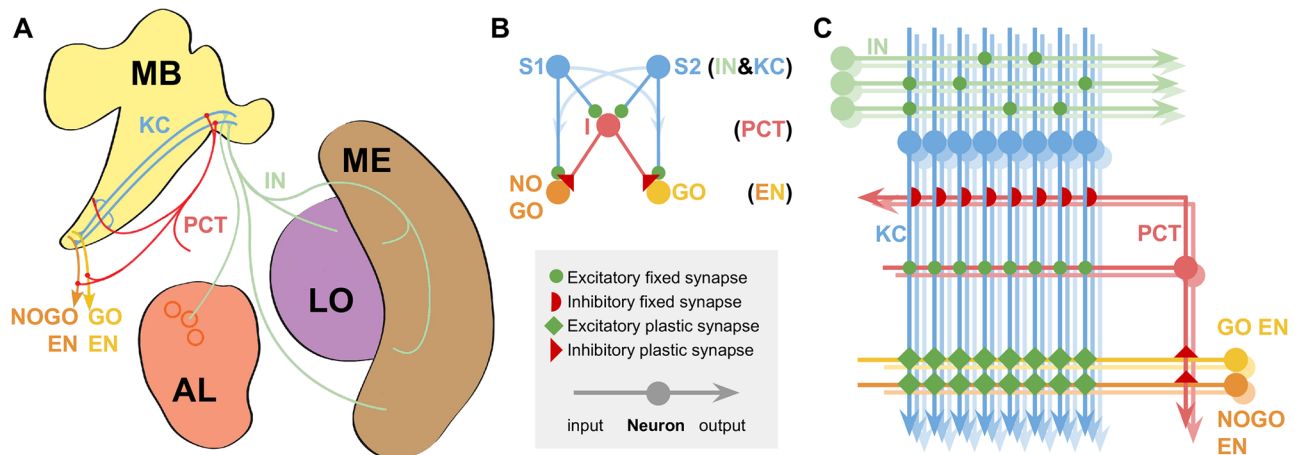 A
MB
KC
IN
ME
PCT
LO
NOGO GO
EN EN
AL
B
S1 S2 (IN&KC)
I (PCT)
NO
GO
GO (EN)
Excitatory fixed synapse
Inhibitory fixed synapse
Excitatory plastic synapse
Inhibitory plastic synapse
input Neuron output
C
IN
KC PCT
GO EN
NOGO
EN